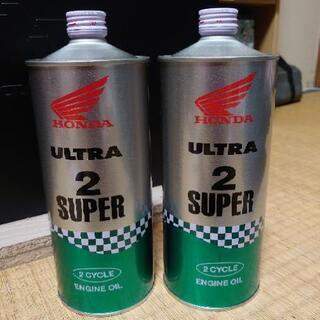 HONDA
ULTRA
2
SUPER
2 CYCLE
ENGINE OIL
HONDA
ULTRA
2
SUPER
2 CYCLE
ENGINE OIL